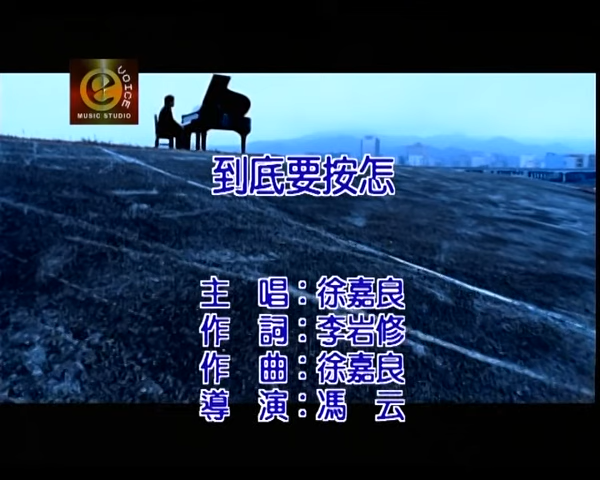 VOICE
MUSIC STUDIO
到底要按怎
主 唱：徐嘉良
作 詞：李岩修
作 曲：徐嘉良
導 演：馮 云